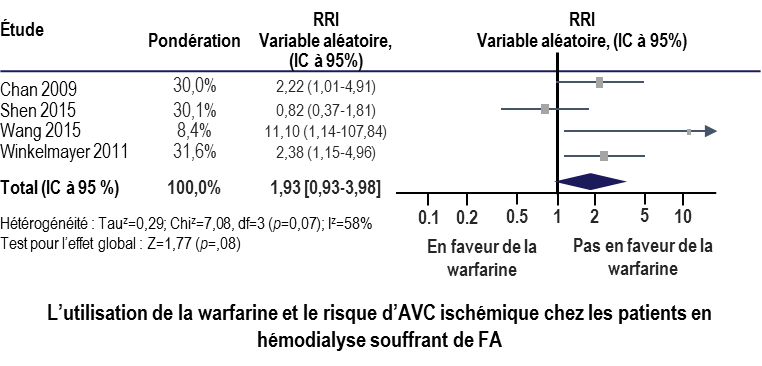 Étude
Pondération
RRI
Variable aléatoire,
(IC à 95%)
RRI
Variable aléatoire, (IC à 95%)
Chan 2009 30,0% 2,22 (1,01-4,91)
Shen 2015 30,1% 0,82 (0,37-1,81)
Wang 2015 8,4% 11,10 (1,14-107,84)
Winkelmayer 2011 31,6% 2,38 (1,15-4,96)
Total (IC à 95 %) 100,0% 1,93 [0,93-3,98]
0.1 0.2 0.5 1 2 5 10
Hétérogénéité : Tau²=0,29; Chi²=7,08, df=3 (p=0,07); I²=58%
Test pour l’effet global : Z=1,77 (p=,08)
En faveur de la
warfarine
Pas en faveur de la
warfarine
L’utilisation de la warfarine et le risque d’AVC ischémique chez les patients en
hémodialyse souffrant de FA